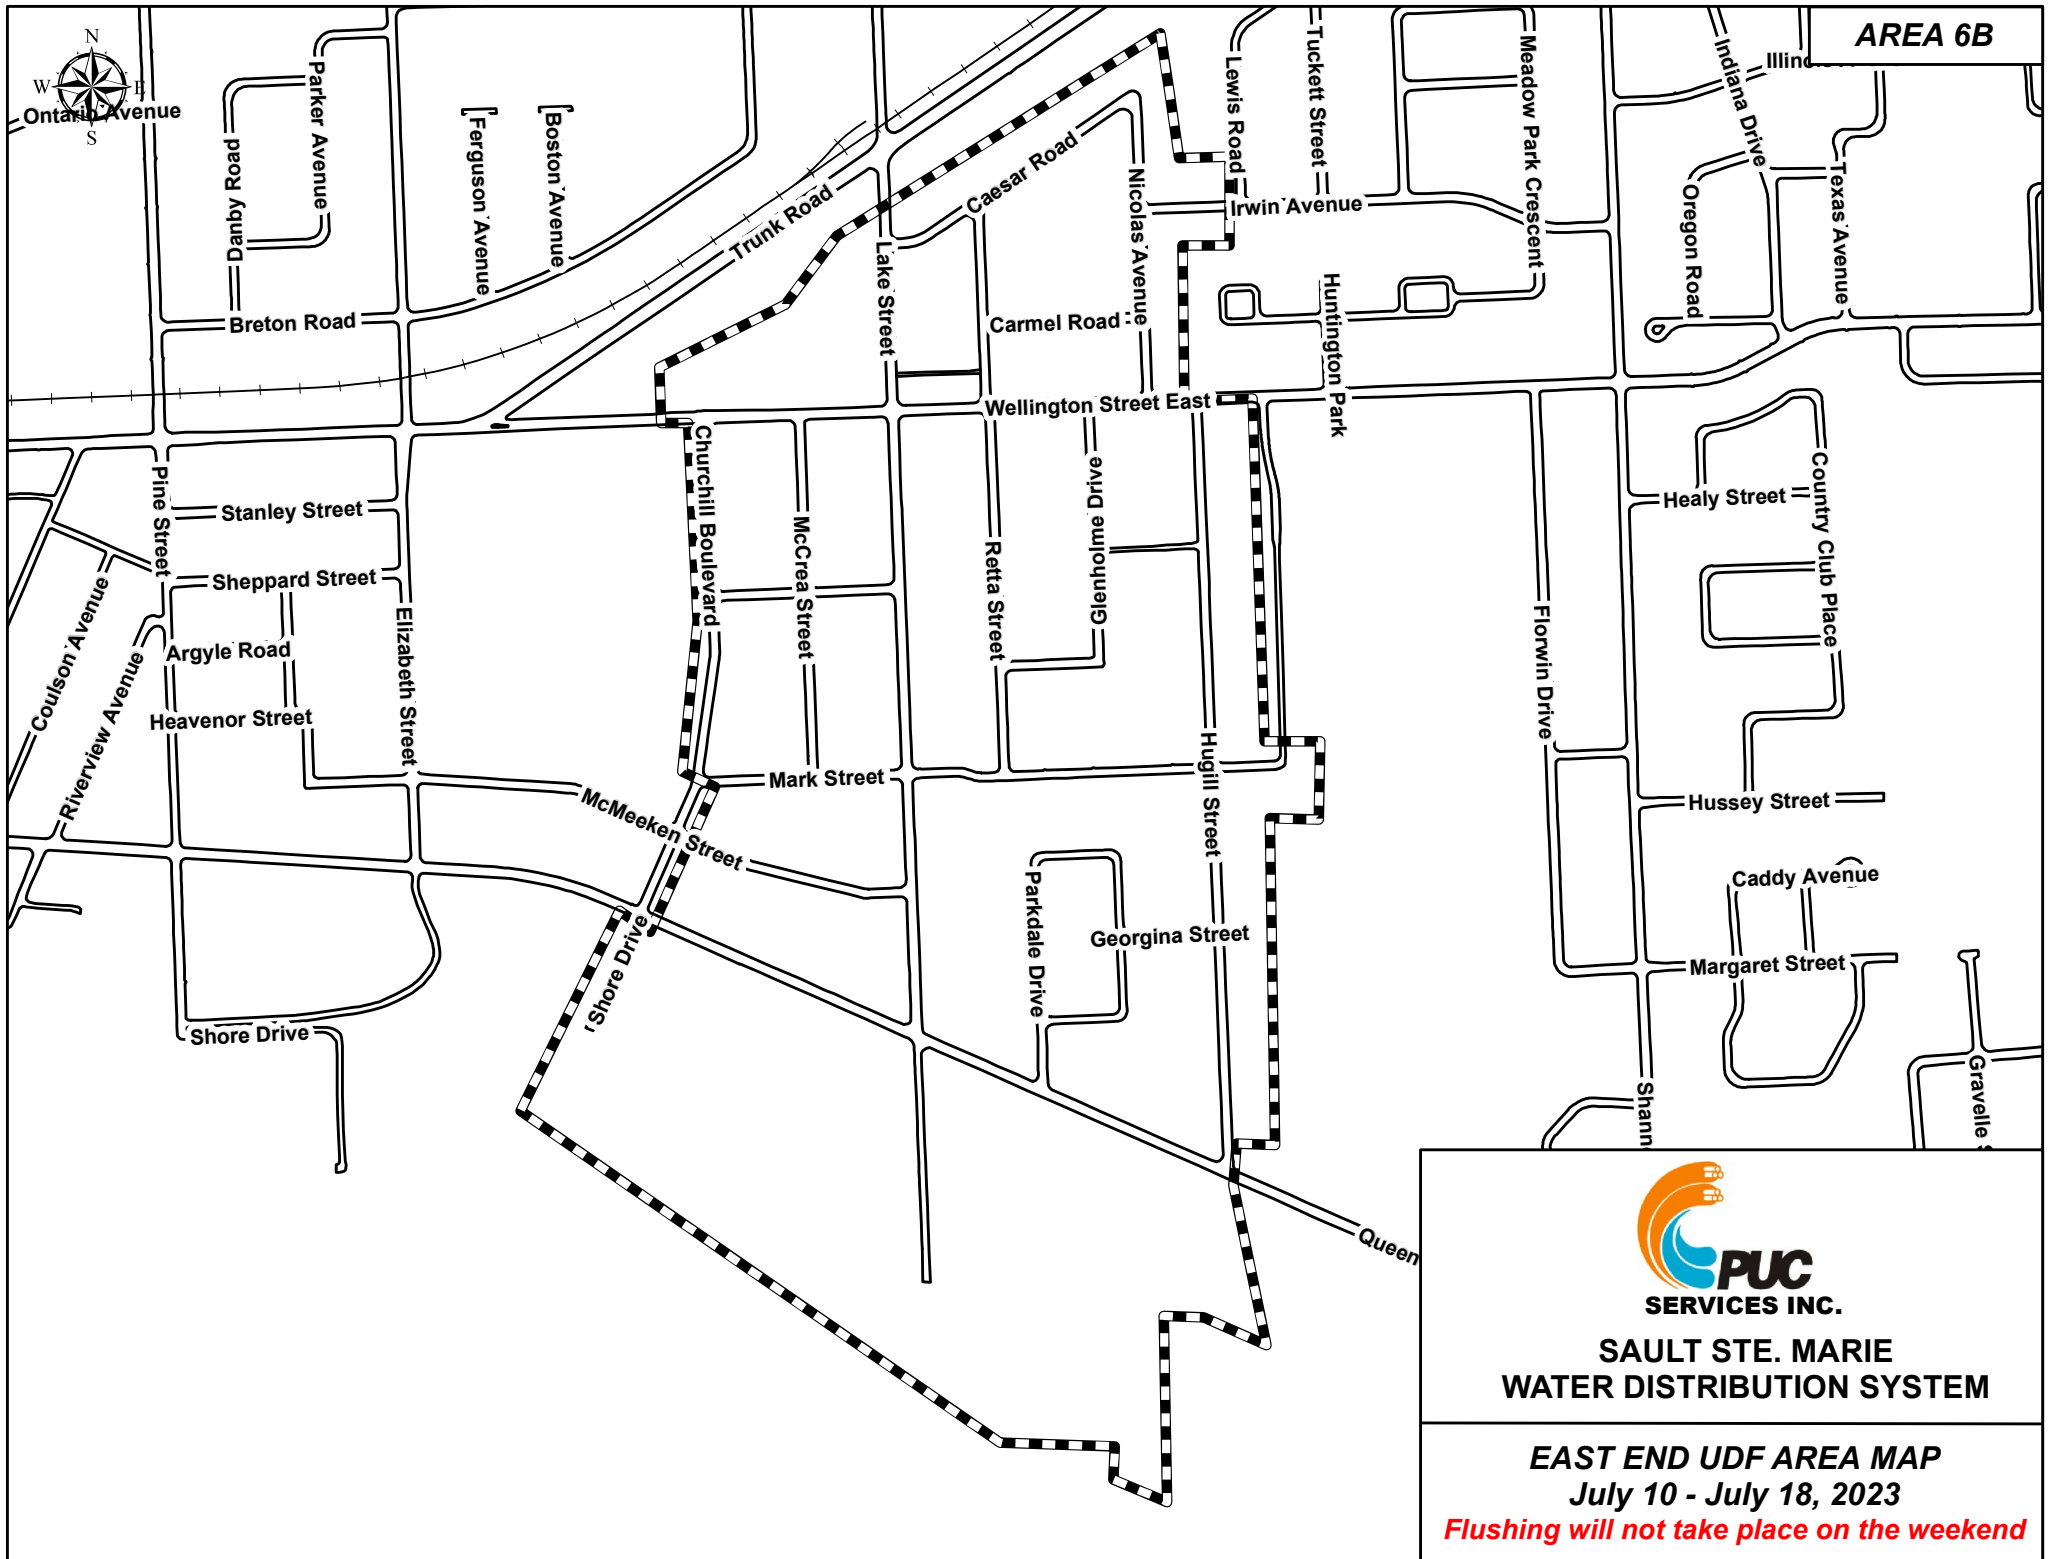 AREA 6B
N
W
E
S
Ontario Avenue
Parker Avenue
Danby Road
Ferguson Avenue
Boston Avenue
Breton Road
Trunk Road
Lake Street
Caesar Road
Nicolas Avenue
Lewis Road
Tuckett Street
Irwin Avenue
Meadow Park Crescent
Indiana Drive
Oregon Road
Texas Avenue
Carmel Road
Huntington Park
Wellington Street East
Pine Street
Stanley Street
Sheppard Street
Churchill Boulevard
McCrea Street
Retta Street
Glenholme Drive
Healy Street
Country Club Place
Coulson Avenue
Riverview Avenue
Argyle Road
Heavenor Street
Elizabeth Street
Florwin Drive
Mark Street
McMeeken Street
Hugill Street
Hussey Street
Caddy Avenue
Parkdale Drive
Georgina Street
Margaret Street
Shore Drive
Shore Drive
Queen
Gravelle
PUC
SERVICES INC.
SAULT STE. MARIE
WATER DISTRIBUTION SYSTEM
EAST END UDF AREA MAP
July 10 - July 18, 2023
Flushing will not take place on the weekend